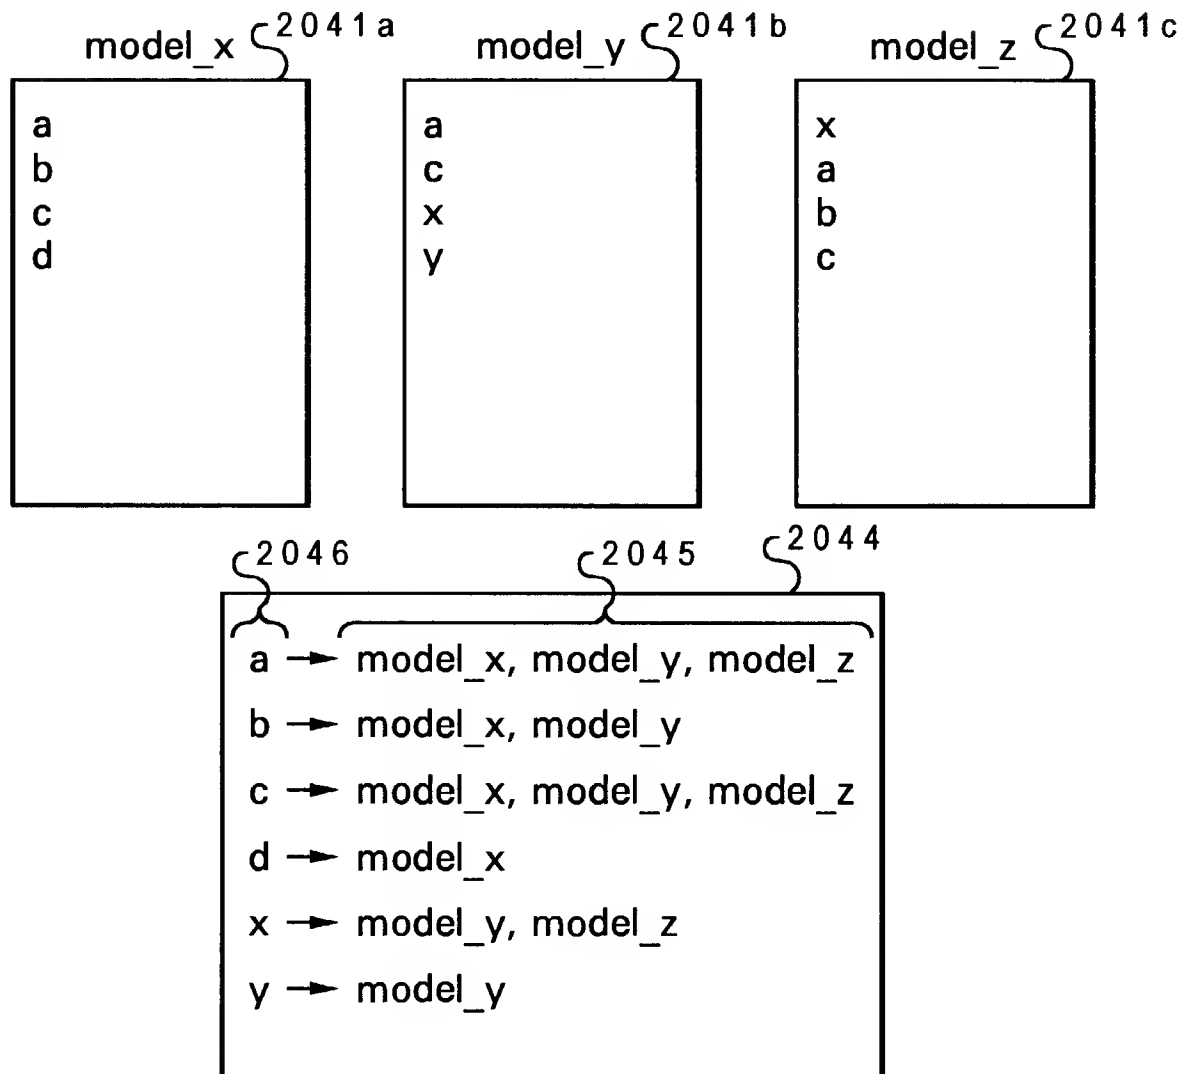 model_x 2041a model_y 2041b model_z 2041c
a
b
c
d
a
c
x
y
x
a
b
c
2046 2045 2044
a → model_x, model_y, model_z
b → model_x, model_y
c → model_x, model_y, model_z
d → model_x
x → model_y, model_z
y → model_y